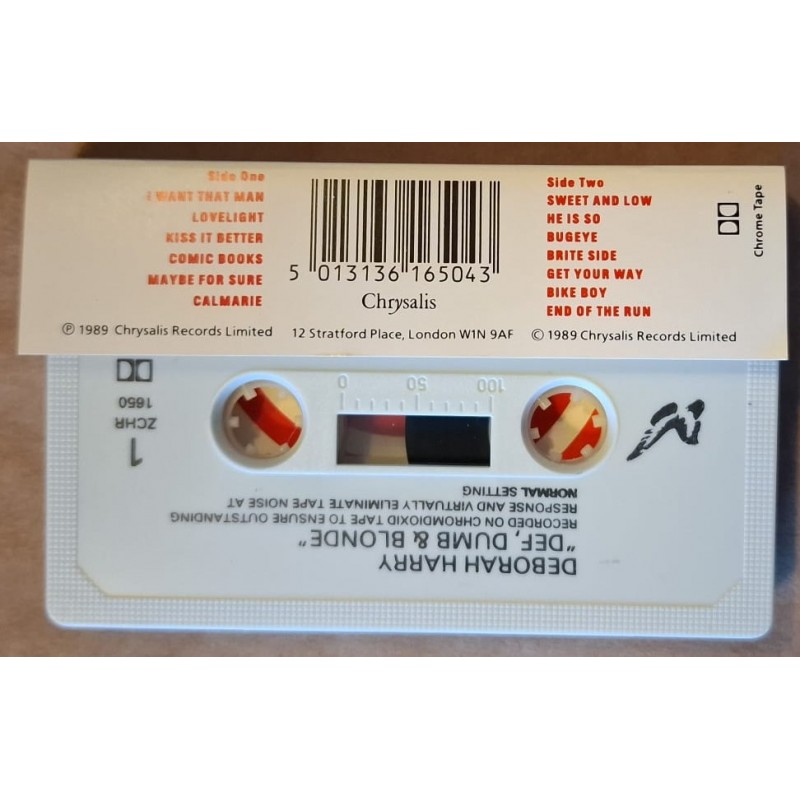 Side One
I WANT THAT MAN
LOVELIGHT
KISS IT BETTER
COMIC BOOKS
MAYBE FOR SURE
CALMARIE
5 013136 165043
Chrysalis
Side Two
SWEET AND LOW
HE IS SO
BUGEYE
BRITE SIDE
GET YOUR WAY
BIKE BOY
END OF THE RUN
Chrome Tape
℗ 1989 Chrysalis Records Limited
12 Stratford Place, London W1N 9AF
© 1989 Chrysalis Records Limited
DEBORAH HARRY
"DEF, DUMB & BLONDE"
RECORDED ON CHROMDIOXID TAPE TO ENSURE OUTSTANDING
RESPONSE AND VIRTUALLY ELIMINATE TAPE NOISE AT
NORMAL SETTING
1
ZCHR
1650
100 50 0